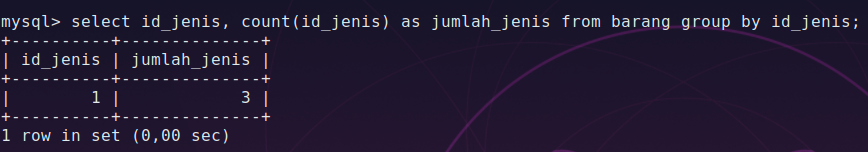 mysql> select id_jenis, count(id_jenis) as jumlah_jenis from barang group by id_jenis;
+----------+--------------+
| id_jenis | jumlah_jenis |
+----------+--------------+
|        1 |            3 |
+----------+--------------+
1 row in set (0,00 sec)